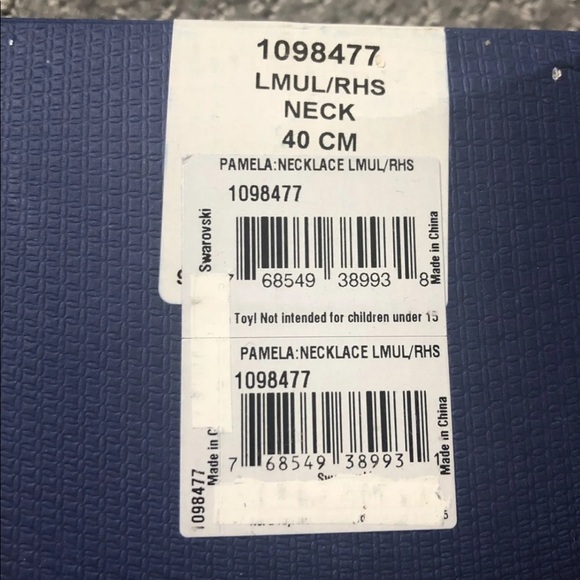 1098477
LMUL/RHS
NECK
40 CM
PAMELA:NECKLACE LMUL/RHS
1098477
Swarovski
Made in China
7 68549 38993 8
Toy! Not intended for children under 15
PAMELA:NECKLACE LMUL/RHS
1098477
Made in China
7 68549 38993 1
1098477
Made in